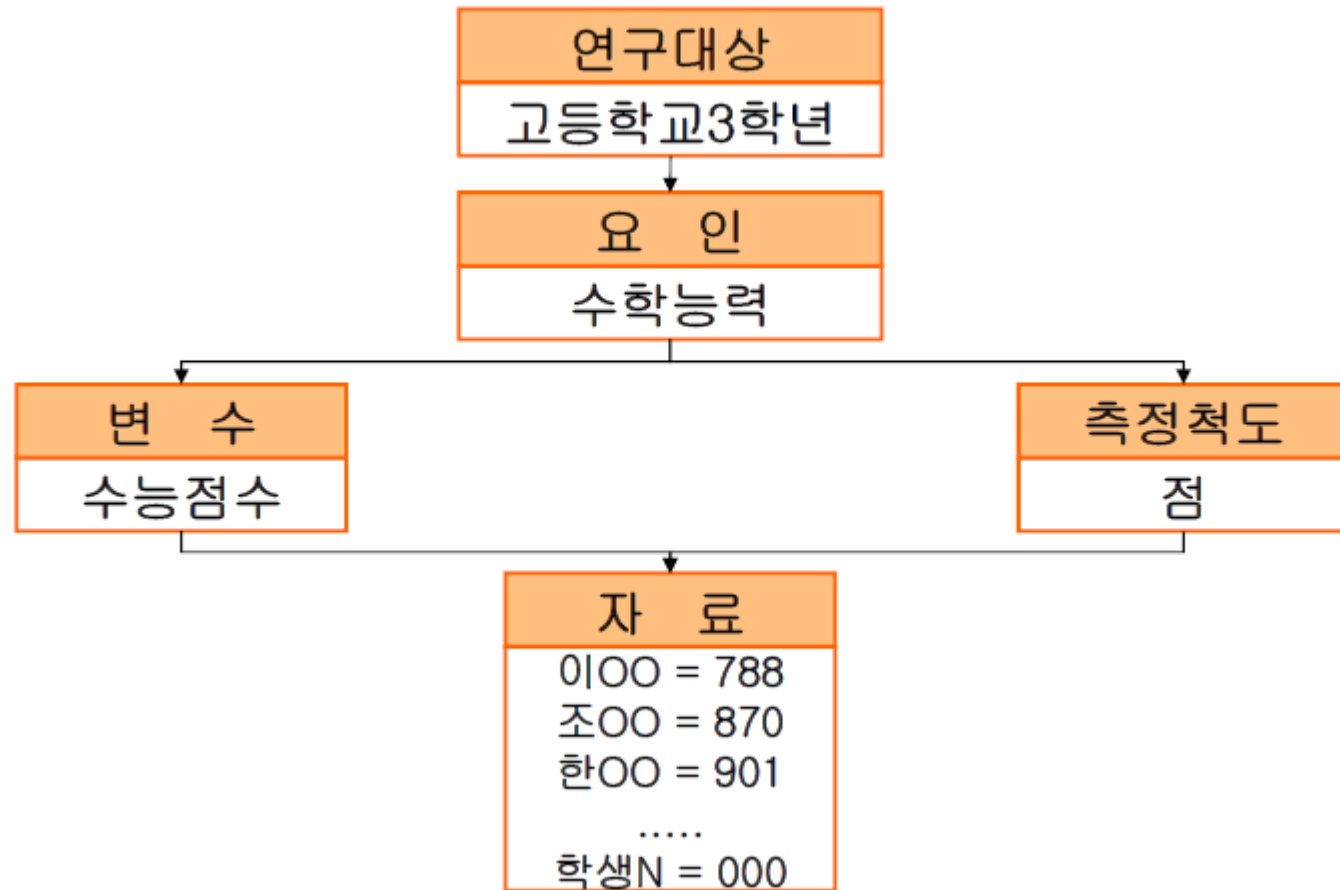 연구대상
고등학교3학년
요 인
수학능력
변 수
수능점수
측정척도
점
자 료
이OO = 788
조OO = 870
한OO = 901
.....
학생N = 000